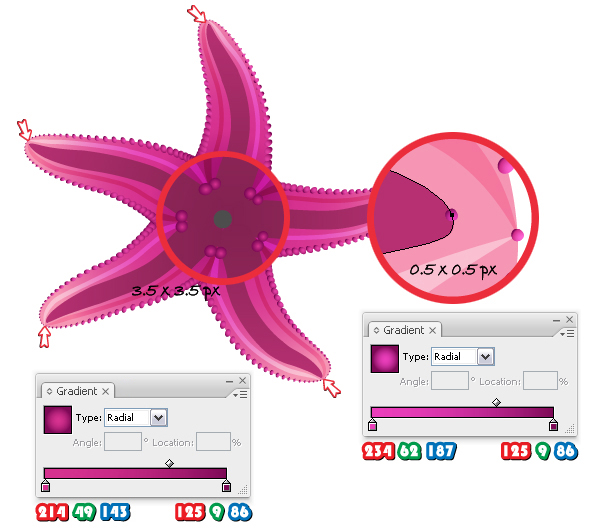 0.5 x 0.5 px
3.5 x 3.5 px
Gradient ×
Type: Radial
Angle: ° Location: %
234 62 187 125 9 86
Gradient ×
Type: Radial
Angle: ° Location: %
214 49 143 125 9 86